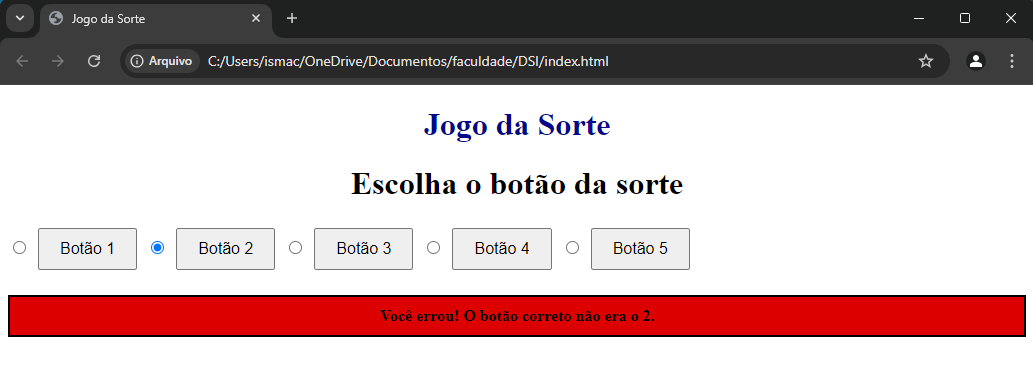 Jogo da Sorte
Arquivo C:/Users/ismac/OneDrive/Documentos/faculdade/DSI/index.html
Jogo da Sorte
Escolha o botão da sorte
Botão 1 Botão 2 Botão 3 Botão 4 Botão 5
Você errou! O botão correto não era o 2.